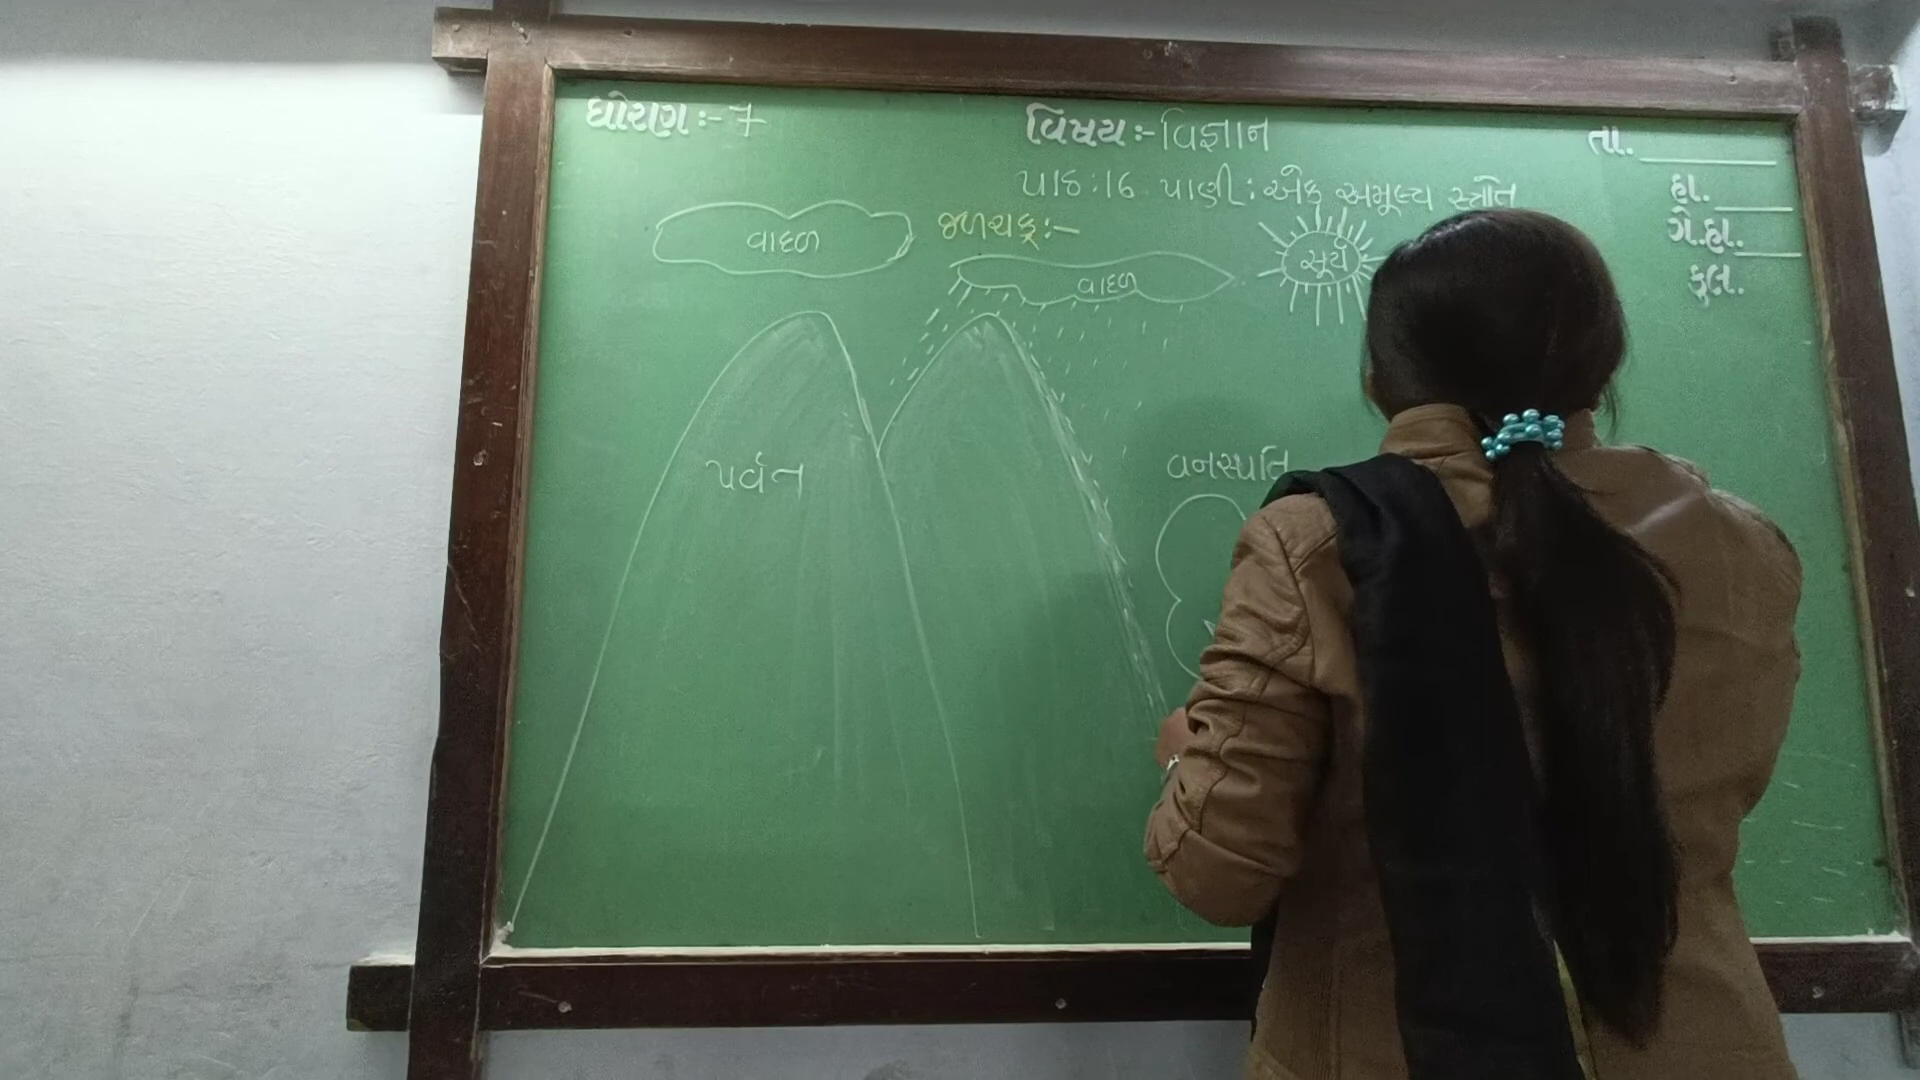 ધોરણ :- 7
વિષય :- વિજ્ઞાન
તા.
પાઠ : 16 પાણી : એક અમૂલ્ય સ્ત્રોત
હા.
જળચક્ર :-
ગે.હા.
વાદળ
સૂર્ય
વાદળ
કુલ.
પર્વત
વનસ્પતિ